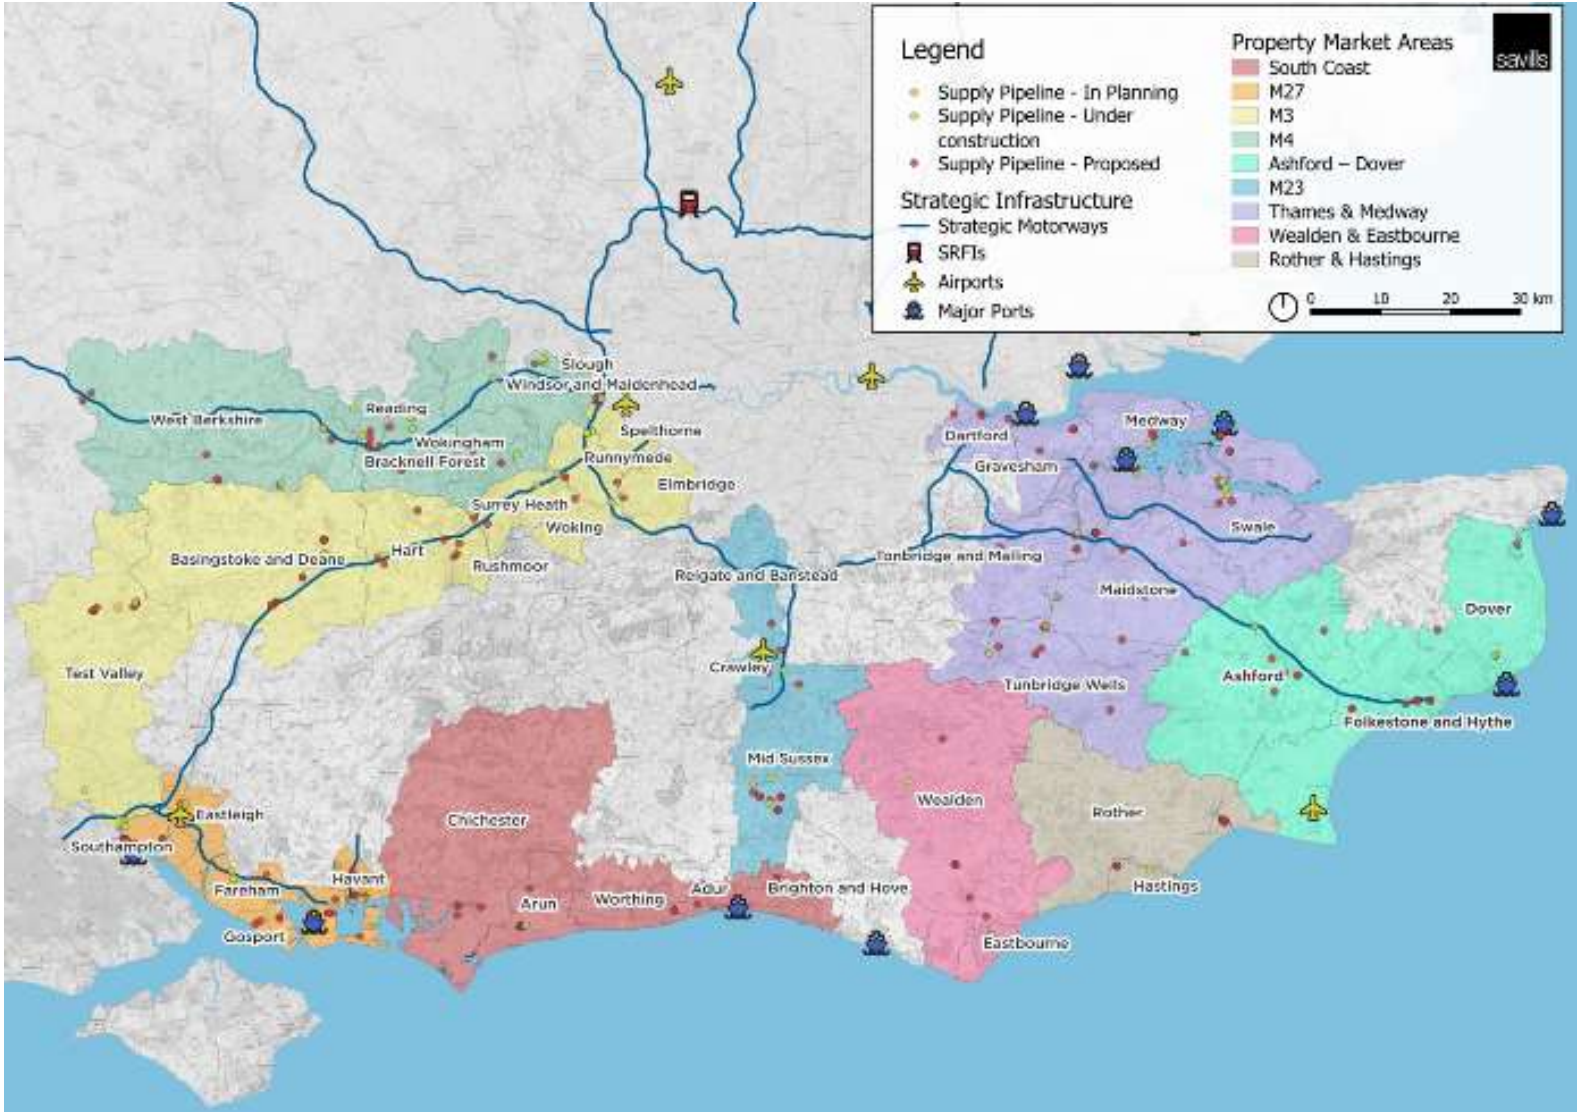 Legend
Supply Pipeline - In Planning
Supply Pipeline - Under
construction
Supply Pipeline - Proposed
Strategic Infrastructure
Strategic Motorways
SRFIs
Airports
Major Ports
Property Market Areas
South Coast
M27
M3
M4
Ashford – Dover
M23
Thames & Medway
Wealden & Eastbourne
Rother & Hastings
savills
0 10 20 30 km
Slough
Windsor and Maidenhead
Reading
West Berkshire
Wokingham
Bracknell Forest
Spelthorne
Runnymede
Elmbridge
Surrey Heath
Woking
Hart
Basingstoke and Deane
Rushmoor
Test Valley
Medway
Dartford
Gravesham
Swale
Tonbridge and Malling
Reigate and Banstead
Maidstone
Dover
Crawley
Tunbridge Wells
Ashford
Folkestone and Hythe
Mid Sussex
Wealden
Rother
Chichester
Eastleigh
Southampton
Fareham
Havant
Gosport
Arun
Worthing
Adur
Brighton and Hove
Hastings
Eastbourne